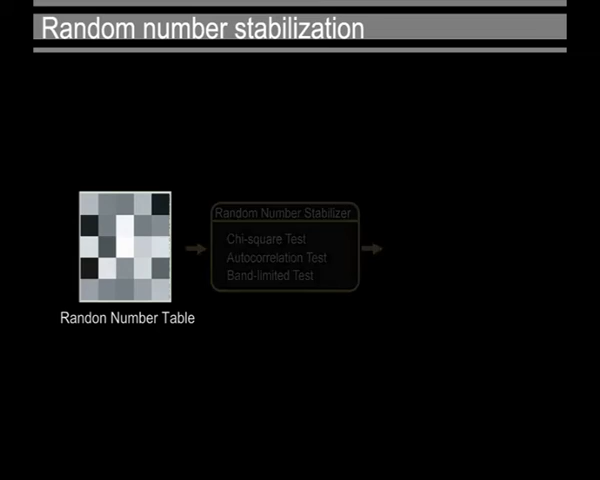 Random number stabilization
Random Number Stabilizer
Chi-square Test
Autocorrelation Test
Band-limited Test
Randon Number Table